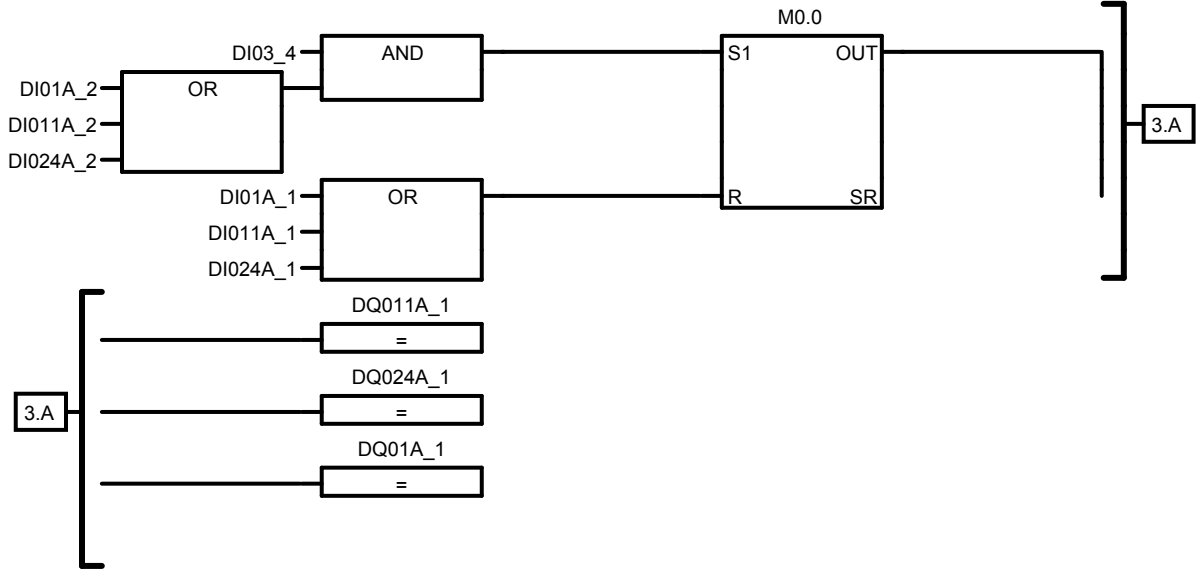 M0.0
DI03_4 AND S1 OUT
DI01A_2 OR
DI011A_2
3.A
DI024A_2
DI01A_1 OR R SR
DI011A_1
DI024A_1
DQ011A_1
=
DQ024A_1
3.A =
DQ01A_1
=